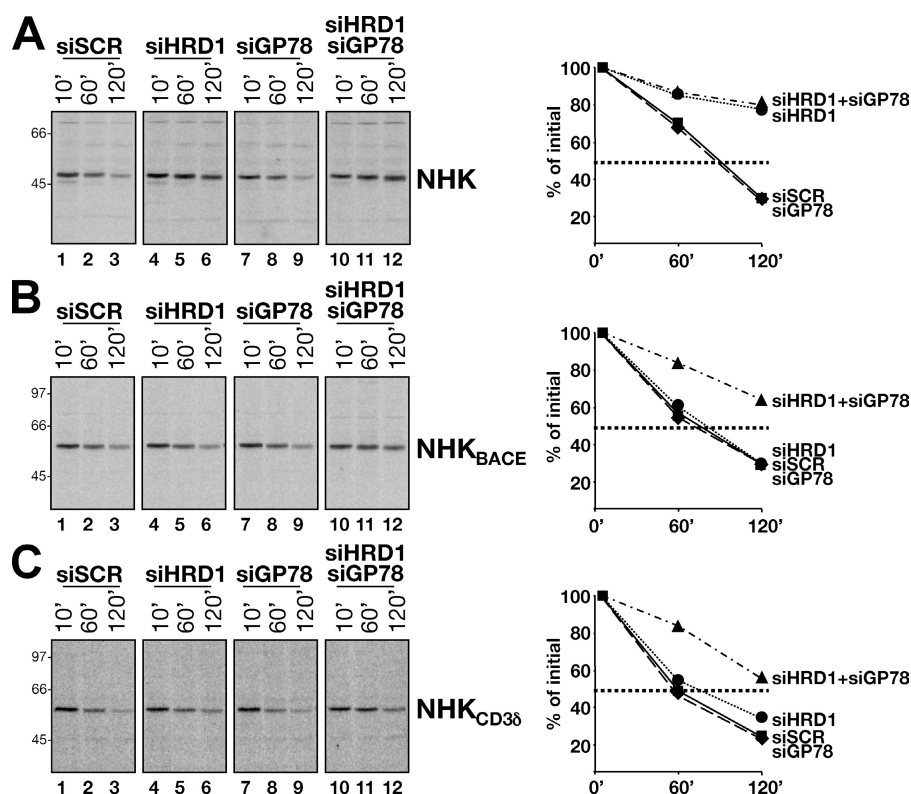 A
siSCR siHRD1 siGP78 siHRD1
siGP78
10' 60' 120' 10' 60' 120' 10' 60' 120' 10' 60' 120'
66
45
NHK
1 2 3 4 5 6 7 8 9 10 11 12
% of initial
100
80
60
40
20
0' 60' 120'
siHRD1+siGP78
siHRD1
siSCR
siGP78
B
siSCR siHRD1 siGP78 siHRD1
siGP78
10' 60' 120' 10' 60' 120' 10' 60' 120' 10' 60' 120'
97
66
45
NHKBACE
1 2 3 4 5 6 7 8 9 10 11 12
% of initial
100
80
60
40
20
0' 60' 120'
siHRD1+siGP78
siHRD1
siSCR
siGP78
C
siSCR siHRD1 siGP78 siHRD1
siGP78
10' 60' 120' 10' 60' 120' 10' 60' 120' 10' 60' 120'
97
66
45
NHKCD3δ
1 2 3 4 5 6 7 8 9 10 11 12
% of initial
100
80
60
40
20
0' 60' 120'
siHRD1+siGP78
siHRD1
siSCR
siGP78